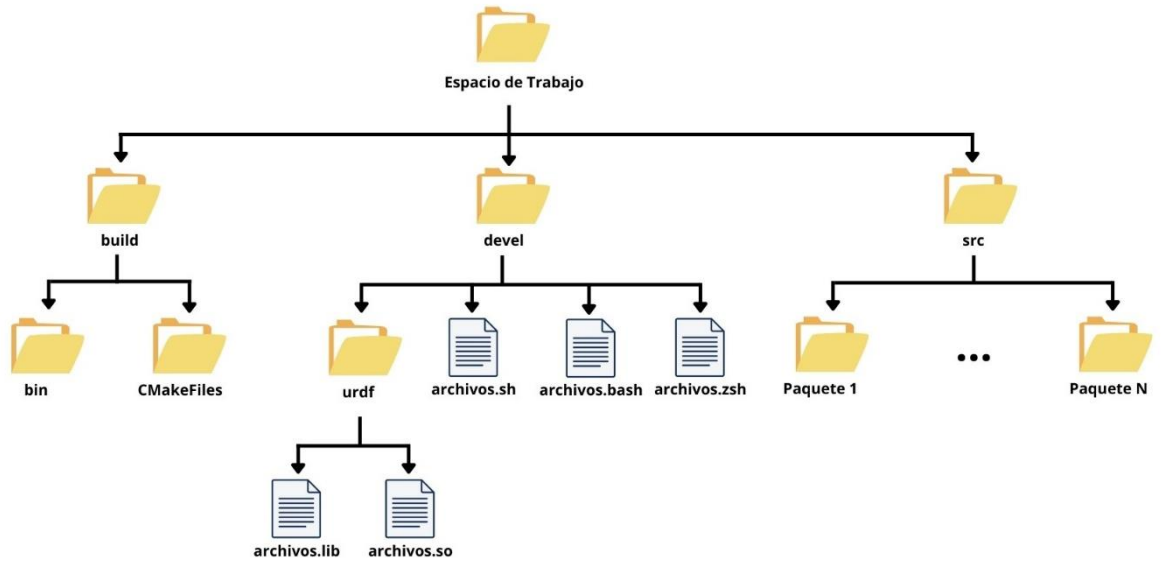 Espacio de Trabajo
build
devel
src
bin
CMakeFiles
urdf
archivos.sh
archivos.bash
archivos.zsh
Paquete 1
...
Paquete N
archivos.lib
archivos.so